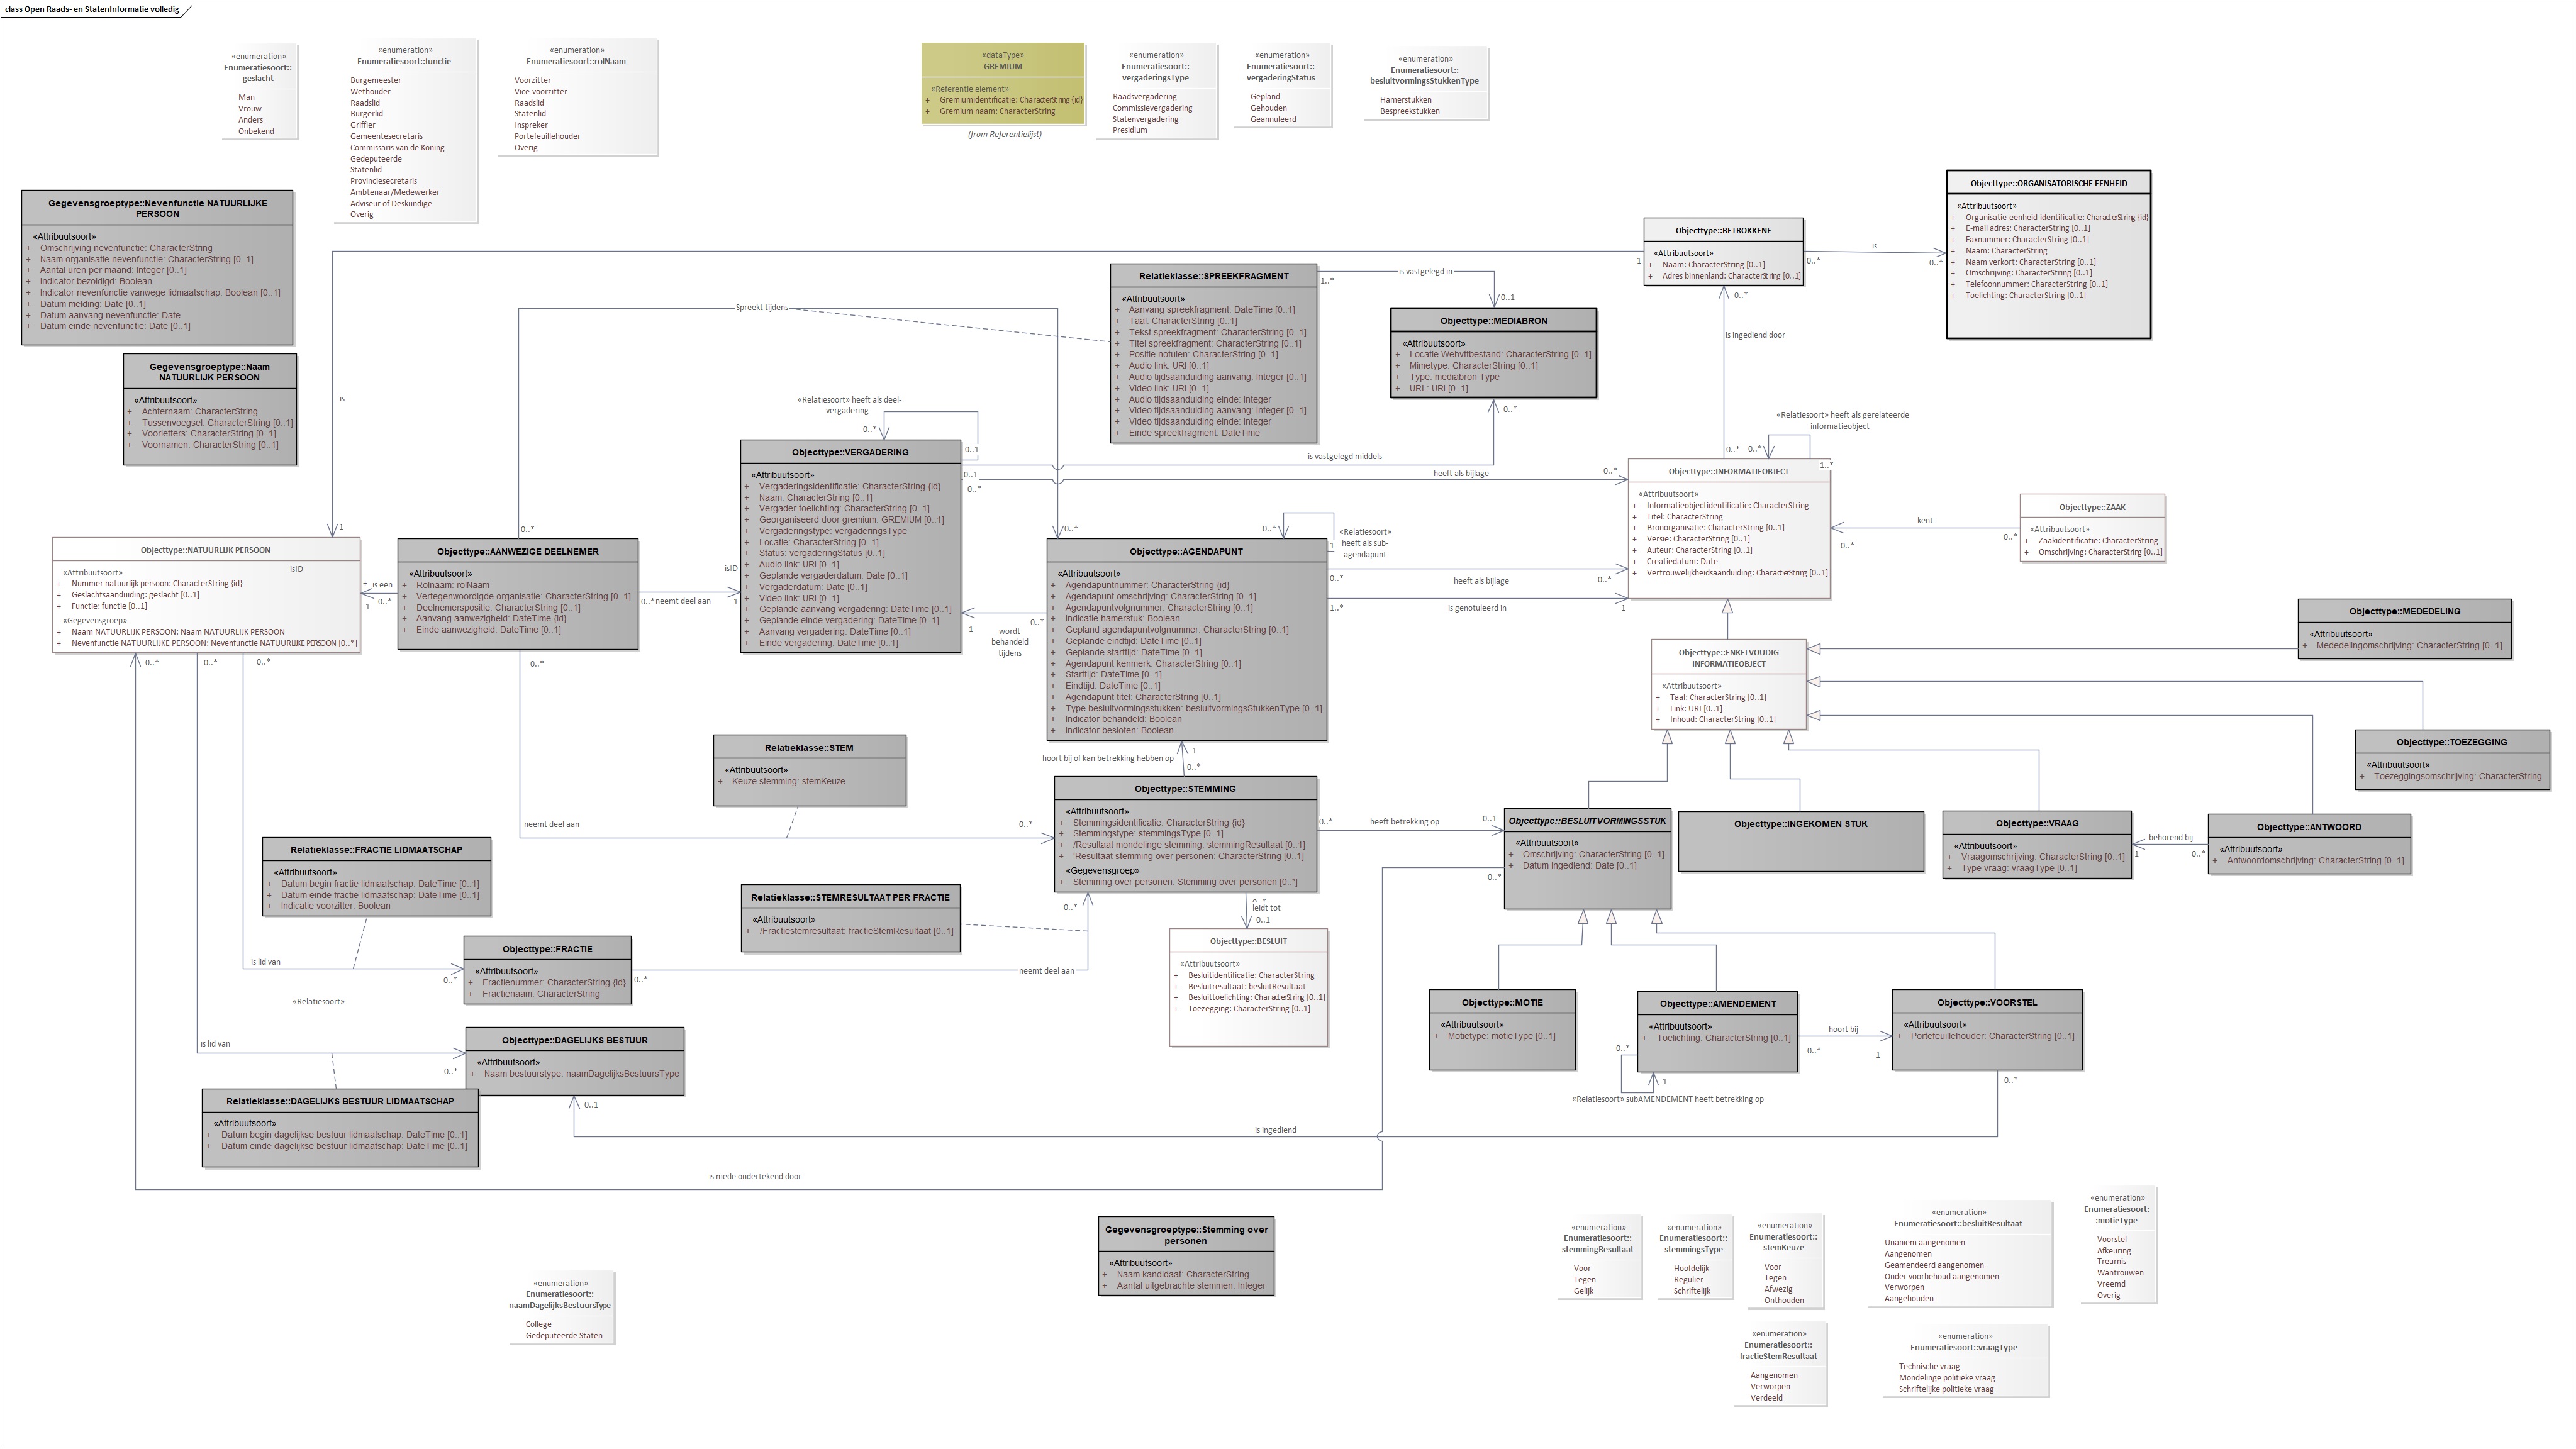 class Open Raads- en StatenInformatie volledig
«enumeration»
Enumeratiesoort::
geslacht
Man
Vrouw
Anders
Onbekend
«enumeration»
Enumeratiesoort::functie
Burgemeester
Wethouder
Raadslid
Burgerlid
Griffier
Gemeentesecretaris
Commissaris van de Koning
Gedeputeerde
Statenlid
Provinciesecretaris
Ambtenaar/Medewerker
Adviseur of Deskundige
Overig
«enumeration»
Enumeratiesoort::rolNaam
Voorzitter
Vice-voorzitter
Raadslid
Statenlid
Inspreker
Portefeuillehouder
Overig
«dataType»
GREMIUM
«Referentie element»
+ Gremiumidentificatie: CharacterString {id}
+ Gremium naam: CharacterString
(from Referentielijst)
«enumeration»
Enumeratiesoort::
vergaderingsType
Raadsvergadering
Commissievergadering
Statenvergadering
Presidium
«enumeration»
Enumeratiesoort::
vergaderingStatus
Gepland
Gehouden
Geannuleerd
«enumeration»
Enumeratiesoort::
besluitvormingsStukkenType
Hamerstukken
Bespreekstukken
Gegevensgroeptype::Nevenfunctie NATUURLIJKE
PERSOON
«Attribuutsoort»
+ Omschrijving nevenfunctie: CharacterString
+ Naam organisatie nevenfunctie: CharacterString [0..1]
+ Aantal uren per maand: Integer [0..1]
+ Indicator bezoldigd: Boolean
+ Indicator nevenfunctie vanwege lidmaatschap: Boolean [0..1]
+ Datum melding: Date [0..1]
+ Datum aanvang nevenfunctie: Date
+ Datum einde nevenfunctie: Date [0..1]
Gegevensgroeptype::Naam
NATUURLIJK PERSOON
«Attribuutsoort»
+ Achternaam: CharacterString
+ Tussenvoegsel: CharacterString [0..1]
+ Voorletters: CharacterString [0..1]
+ Voornamen: CharacterString [0..1]
Objecttype::BETROKKENE
«Attribuutsoort»
+ Naam: CharacterString [0..1]
+ Adres binnenland: CharacterString [0..1]
1
0..*
is
0..*
0..*
is ingediend door
0..*
Objecttype::ORGANISATORISCHE EENHEID
«Attribuutsoort»
+ Organisatie-eenheid-identificatie: CharacterString {id}
+ E-mail adres: CharacterString [0..1]
+ Faxnummer: CharacterString [0..1]
+ Naam: CharacterString
+ Naam verkort: CharacterString [0..1]
+ Omschrijving: CharacterString [0..1]
+ Telefoonnummer: CharacterString [0..1]
+ Toelichting: CharacterString [0..1]
Relatieklasse::SPREEKFRAGMENT
«Attribuutsoort»
+ Aanvang spreekfragment: DateTime [0..1]
+ Taal: CharacterString [0..1]
+ Tekst spreekfragment: CharacterString [0..1]
+ Titel spreekfragment: CharacterString [0..1]
+ Positie notulen: CharacterString [0..1]
+ Audio link: URI [0..1]
+ Audio tijdsaanduiding aanvang: Integer [0..1]
+ Video link: URI [0..1]
+ Audio tijdsaanduiding einde: Integer
+ Video tijdsaanduiding aanvang: Integer [0..1]
+ Video tijdsaanduiding einde: Integer
+ Einde spreekfragment: DateTime
is vastgelegd in
1..*
0..1
Spreekt tijdens
Objecttype::MEDIABRON
«Attribuutsoort»
+ Locatie Webvttbestand: CharacterString [0..1]
+ Mimetype: CharacterString [0..1]
+ Type: mediabron Type
+ URL: URI [0..1]
0..*
is
1
«Relatiesoort» heeft als deel-
vergadering
0..*
0..1
Objecttype::VERGADERING
«Attribuutsoort»
+ Vergaderingsidentificatie: CharacterString {id}
+ Naam: CharacterString [0..1]
+ Vergader toelichting: CharacterString [0..1]
+ Georganiseerd door gremium: GREMIUM [0..1]
+ Vergaderingstype: vergaderingsType
+ Locatie: CharacterString [0..1]
+ Status: vergaderingStatus [0..1]
+ Audio link: URI [0..1]
+ Geplande vergaderdatum: Date [0..1]
+ Vergaderdatum: Date [0..1]
+ Video link: URI [0..1]
+ Geplande aanvang vergadering: DateTime [0..1]
+ Geplande einde vergadering: DateTime [0..1]
+ Aanvang vergadering: DateTime [0..1]
+ Einde vergadering: DateTime [0..1]
is vastgelegd middels
0..1
heeft als bijlage
0..*
0..*
«Relatiesoort» heeft als gerelateerde
informatieobject
0..*
1..*
Objecttype::INFORMATIEOBJECT
«Attribuutsoort»
+ Informatieobjectidentificatie: CharacterString
+ Titel: CharacterString
+ Bronorganisatie: CharacterString [0..1]
+ Versie: CharacterString [0..1]
+ Auteur: CharacterString [0..1]
+ Creatiedatum: Date
+ Vertrouwelijkheidsaanduiding: CharacterString [0..1]
kent
0..*
0..*
Objecttype::ZAAK
«Attribuutsoort»
+ Zaakidentificatie: CharacterString
+ Omschrijving: CharacterString [0..1]
Objecttype::NATUURLIJK PERSOON
isID
«Attribuutsoort»
+ Nummer natuurlijk persoon: CharacterString {id}
+ Geslachtsaanduiding: geslacht [0..1]
+ Functie: functie [0..1]
«Gegevensgroep»
+ Naam NATUURLIJK PERSOON: Naam NATUURLIJK PERSOON
+ Nevenfunctie NATUURLIJKE PERSOON: Nevenfunctie NATUURLIJKE PERSOON [0..*]
+ is een
1
0..*
0..*
Objecttype::AANWEZIGE DEELNEMER
«Attribuutsoort»
+ Rolnaam: rolNaam
+ Vertegenwoordigde organisatie: CharacterString [0..1]
+ Deelnemerspositie: CharacterString [0..1]
+ Aanvang aanwezigheid: DateTime {id}
+ Einde aanwezigheid: DateTime [0..1]
isID
0..* neemt deel aan
1
0..*
0..*
«Relatiesoort»
heeft als sub-
agendapunt
1
Objecttype::AGENDAPUNT
«Attribuutsoort»
+ Agendapuntnummer: CharacterString {id}
+ Agendapunt omschrijving: CharacterString [0..1]
+ Agendapuntvolgnummer: CharacterString [0..1]
+ Indicatie hamerstuk: Boolean
+ Gepland agendapuntvolgnummer: CharacterString [0..1]
+ Geplande eindtijd: DateTime [0..1]
+ Geplande starttijd: DateTime [0..1]
+ Agendapunt kenmerk: CharacterString [0..1]
+ Starttijd: DateTime [0..1]
+ Eindtijd: DateTime [0..1]
+ Agendapunt titel: CharacterString [0..1]
+ Type besluitvormingsstukken: besluitvormingsStukkenType [0..1]
+ Indicator behandeld: Boolean
+ Indicator besloten: Boolean
1
wordt
behandeld
tijdens
0..*
0..*
heeft als bijlage
0..*
1..*
is genotuleerd in
1
Objecttype::ENKELVOUDIG
INFORMATIEOBJECT
«Attribuutsoort»
+ Taal: CharacterString [0..1]
+ Link: URI [0..1]
+ Inhoud: CharacterString [0..1]
Objecttype::MEDEDELING
«Attribuutsoort»
+ Mededelingomschrijving: CharacterString [0..1]
Objecttype::TOEZEGGING
«Attribuutsoort»
+ Toezeggingsomschrijving: CharacterString
0..*
0..*
0..*
0..*
Relatieklasse::STEM
«Attribuutsoort»
+ Keuze stemming: stemKeuze
hoort bij of kan betrekking hebben op
1
0..*
neemt deel aan
0..*
Objecttype::STEMMING
«Attribuutsoort»
+ Stemmingsidentificatie: CharacterString {id}
+ Stemmingstype: stemmingsType [0..1]
+ /Resultaat mondelinge stemming: stemmingResultaat [0..1]
+ 'Resultaat stemming over personen: CharacterString [0..1]
«Gegevensgroep»
+ Stemming over personen: Stemming over personen [0..*]
0..*
heeft betrekking op
0..1
Objecttype::BESLUITVORMINGSSTUK
«Attribuutsoort»
+ Omschrijving: CharacterString [0..1]
+ Datum ingediend: Date [0..1]
0..*
Objecttype::INGEKOMEN STUK
Objecttype::VRAAG
«Attribuutsoort»
+ Vraagomschrijving: CharacterString [0..1]
+ Type vraag: vraagType [0..1]
behorend bij
1
0..*
Objecttype::ANTWOORD
«Attribuutsoort»
+ Antwoordomschrijving: CharacterString [0..1]
Relatieklasse::FRACTIE LIDMAATSCHAP
«Attribuutsoort»
+ Datum begin fractie lidmaatschap: DateTime [0..1]
+ Datum einde fractie lidmaatschap: DateTime [0..1]
+ Indicatie voorzitter: Boolean
Relatieklasse::STEMRESULTAAT PER FRACTIE
«Attribuutsoort»
+ /Fractiestemresultaat: fractieStemResultaat [0..1]
0..*
0..*
leidt tot
0..1
Objecttype::BESLUIT
«Attribuutsoort»
+ Besluitidentificatie: CharacterString
+ Besluitresultaat: besluitResultaat
+ Besluittoelichting: CharacterString [0..1]
+ Toezegging: CharacterString [0..1]
is lid van
0..*
«Relatiesoort»
Objecttype::FRACTIE
«Attribuutsoort»
+ Fractienummer: CharacterString {id}
+ Fractienaam: CharacterString
0..*
neemt deel aan
Objecttype::MOTIE
«Attribuutsoort»
+ Motietype: motieType [0..1]
Objecttype::AMENDEMENT
«Attribuutsoort»
+ Toelichting: CharacterString [0..1]
0..*
1
«Relatiesoort» subAMENDEMENT heeft betrekking op
hoort bij
0..*
1
Objecttype::VOORSTEL
«Attribuutsoort»
+ Portefeuillehouder: CharacterString [0..1]
0..*
is lid van
0..*
Objecttype::DAGELIJKS BESTUUR
«Attribuutsoort»
+ Naam bestuurstype: naamDagelijksBestuursType
0..1
Relatieklasse::DAGELIJKS BESTUUR LIDMAATSCHAP
«Attribuutsoort»
+ Datum begin dagelijkse bestuur lidmaatschap: DateTime [0..1]
+ Datum einde dagelijkse bestuur lidmaatschap: DateTime [0..1]
is ingediend
is mede ondertekend door
Gegevensgroeptype::Stemming over
personen
«Attribuutsoort»
+ Naam kandidaat: CharacterString
+ Aantal uitgebrachte stemmen: Integer
«enumeration»
Enumeratiesoort::
naamDagelijksBestuursType
College
Gedeputeerde Staten
«enumeration»
Enumeratiesoort::
stemmingResultaat
Voor
Tegen
Gelijk
«enumeration»
Enumeratiesoort::
stemmingsType
Hoofdelijk
Regulier
Schriftelijk
«enumeration»
Enumeratiesoort::
stemKeuze
Voor
Tegen
Afwezig
Onthouden
«enumeration»
Enumeratiesoort::besluitResultaat
Unaniem aangenomen
Aangenomen
Geamendeerd aangenomen
Onder voorbehoud aangenomen
Verworpen
Aangehouden
«enumeration»
Enumeratiesoort:
:motieType
Voorstel
Afkeuring
Treurnis
Wantrouwen
Vreemd
Overig
«enumeration»
Enumeratiesoort::
fractieStemResultaat
Aangenomen
Verworpen
Verdeeld
«enumeration»
Enumeratiesoort::vraagType
Technische vraag
Mondelinge politieke vraag
Schriftelijke politieke vraag